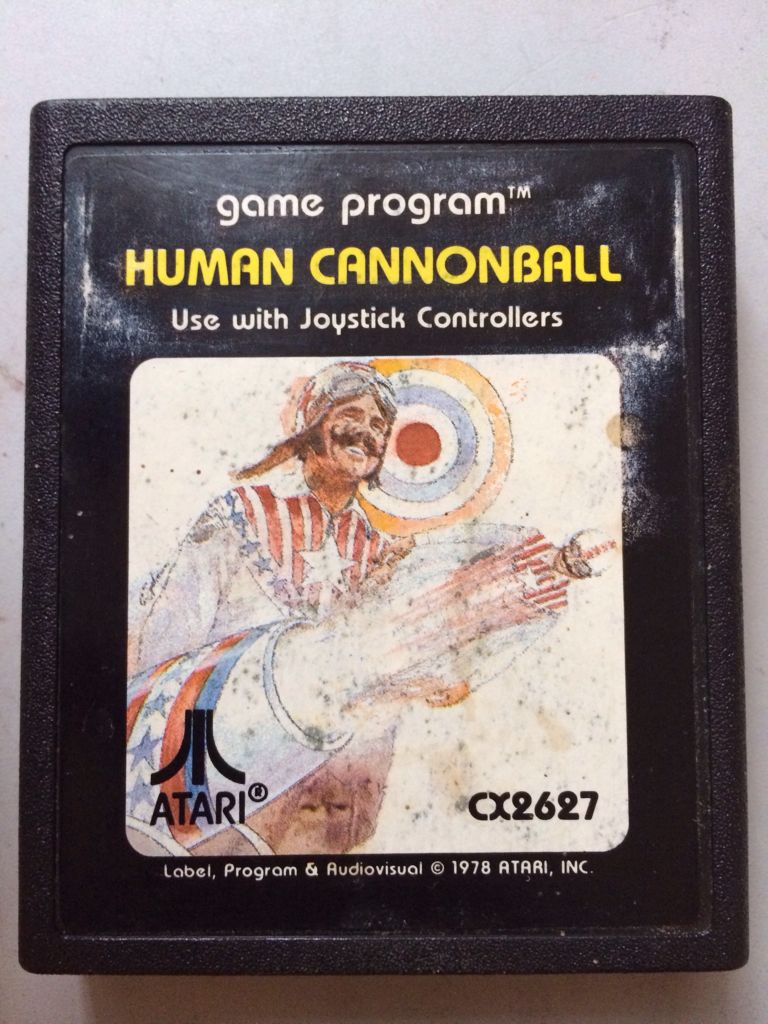 game program™
HUMAN CANNONBALL
Use with Joystick Controllers
ATARI®
CX2627
Label, Program & Audiovisual © 1978 ATARI, INC.